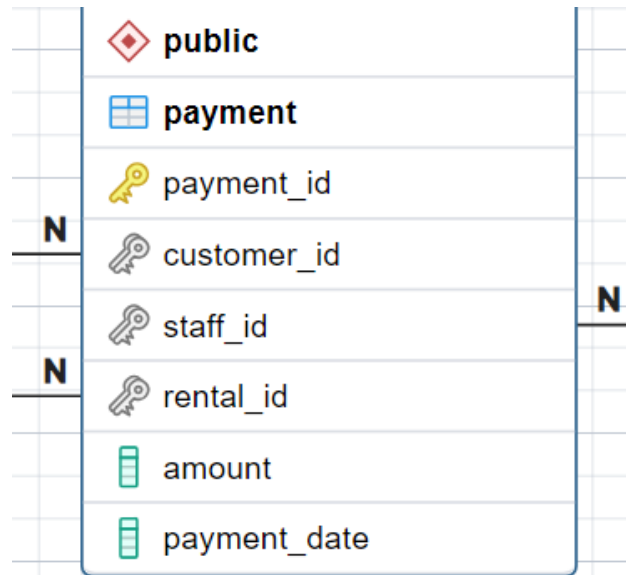 public
payment
payment_id
N
customer_id
N
staff_id
N
rental_id
amount
payment_date